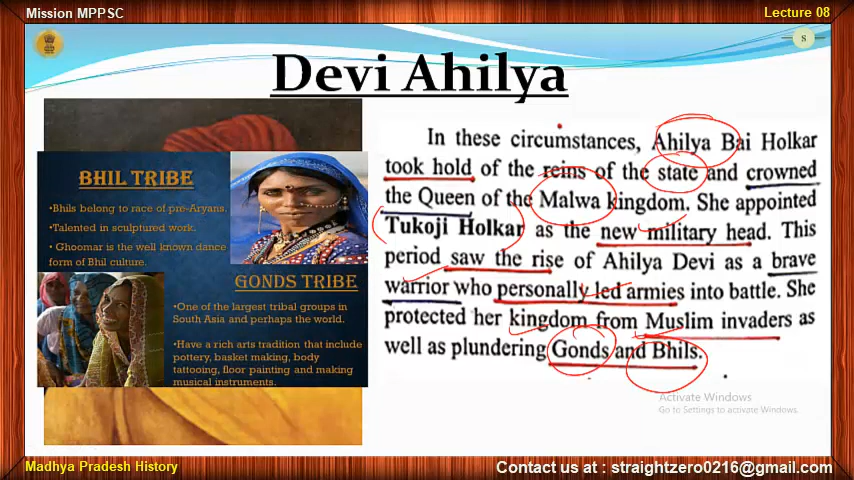 Mission MPPSC
Lecture 08
S
Devi Ahilya
BHIL TRIBE
•Bhils belong to race of pre-Aryans.
•Talented in sculptured work.
• Ghoomar is the well known dance
form of Bhil culture.
GONDS TRIBE
•One of the largest tribal groups in
South Asia and perhaps the world.
•Have a rich arts tradition that include
pottery, basket making, body
tattooing, floor painting and making
musical instruments.
In these circumstances, Ahilya Bai Holkar
took hold of the reins of the state and crowned
the Queen of the Malwa kingdom. She appointed
Tukoji Holkar as the new military head. This
period saw the rise of Ahilya Devi as a brave
warrior who personally led armies into battle. She
protected her kingdom from Muslim invaders as
well as plundering Gonds and Bhils.
Activate Windows
Go to Settings to activate Windows.
Madhya Pradesh History
Contact us at : straightzero0216@gmail.com